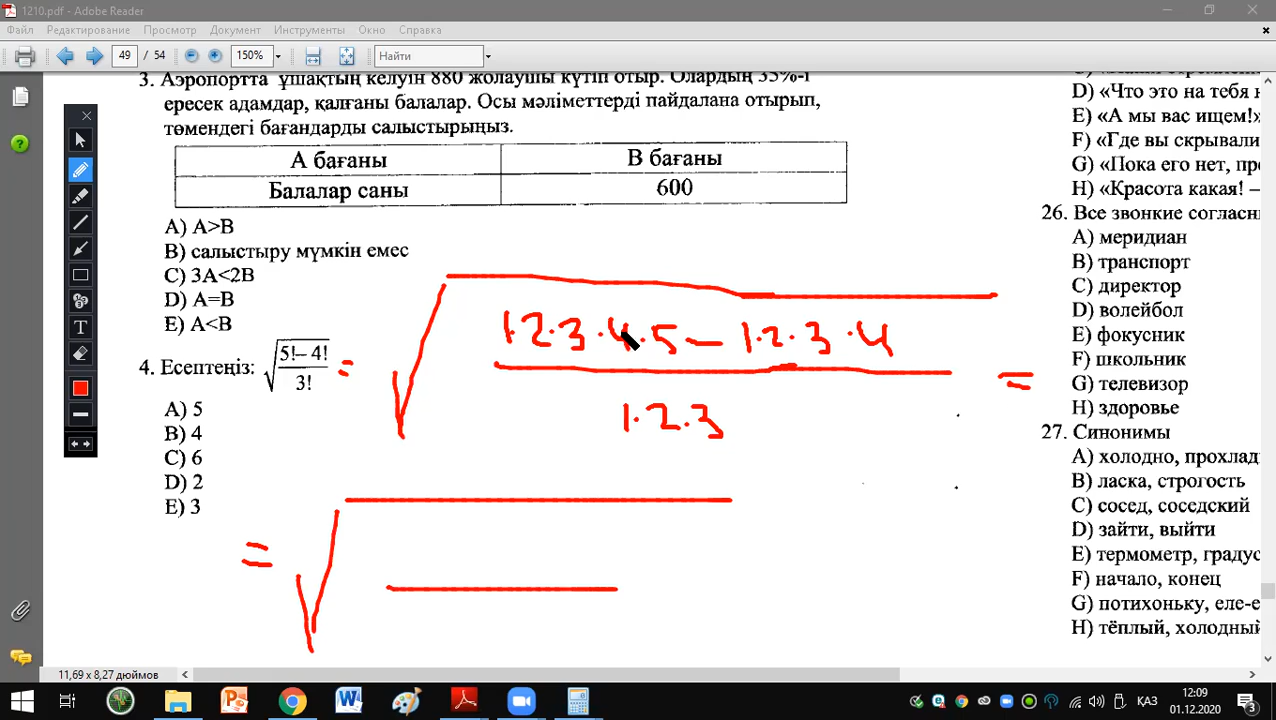 1210.pdf - Adobe Reader
Файл Редактирование Просмотр Документ Инструменты Окно Справка
49 / 54 150% Найти
3. Аэропортта ұшақтың келуін 880 жолаушы күтіп отыр. Олардың 35%-і
ересек адамдар, қалғаны балалар. Осы мәліметтерді пайдалана отырып,
төмендегі бағандарды салыстырыңыз.
А бағаны В бағаны
Балалар саны 600
A) A>B
B) салыстыру мүмкін емес
C) 3A<2B
D) A=B
E) A<B
4. Есептеңіз: √(5!–4!)/3! =
1·2·3·4·5 – 1·2·3·4
1·2·3
=
A) 5
B) 4
C) 6
D) 2
E) 3
= √
D) «Что это на тебя
E) «А мы вас ищем!»
F) «Где вы скрывали
G) «Пока его нет, пр
H) «Красота какая! –
26. Все звонкие согласн
A) меридиан
B) транспорт
C) директор
D) волейбол
E) фокусник
F) школьник
G) телевизор
H) здоровье
27. Синонимы
A) холодно, прохлад
B) ласка, строгость
C) сосед, соседский
D) зайти, выйти
E) термометр, градус
F) начало, конец
G) потихоньку, еле-е
H) тёплый, холодный
11,69 x 8,27 дюймов
ҚАЗ
12:09
01.12.2020